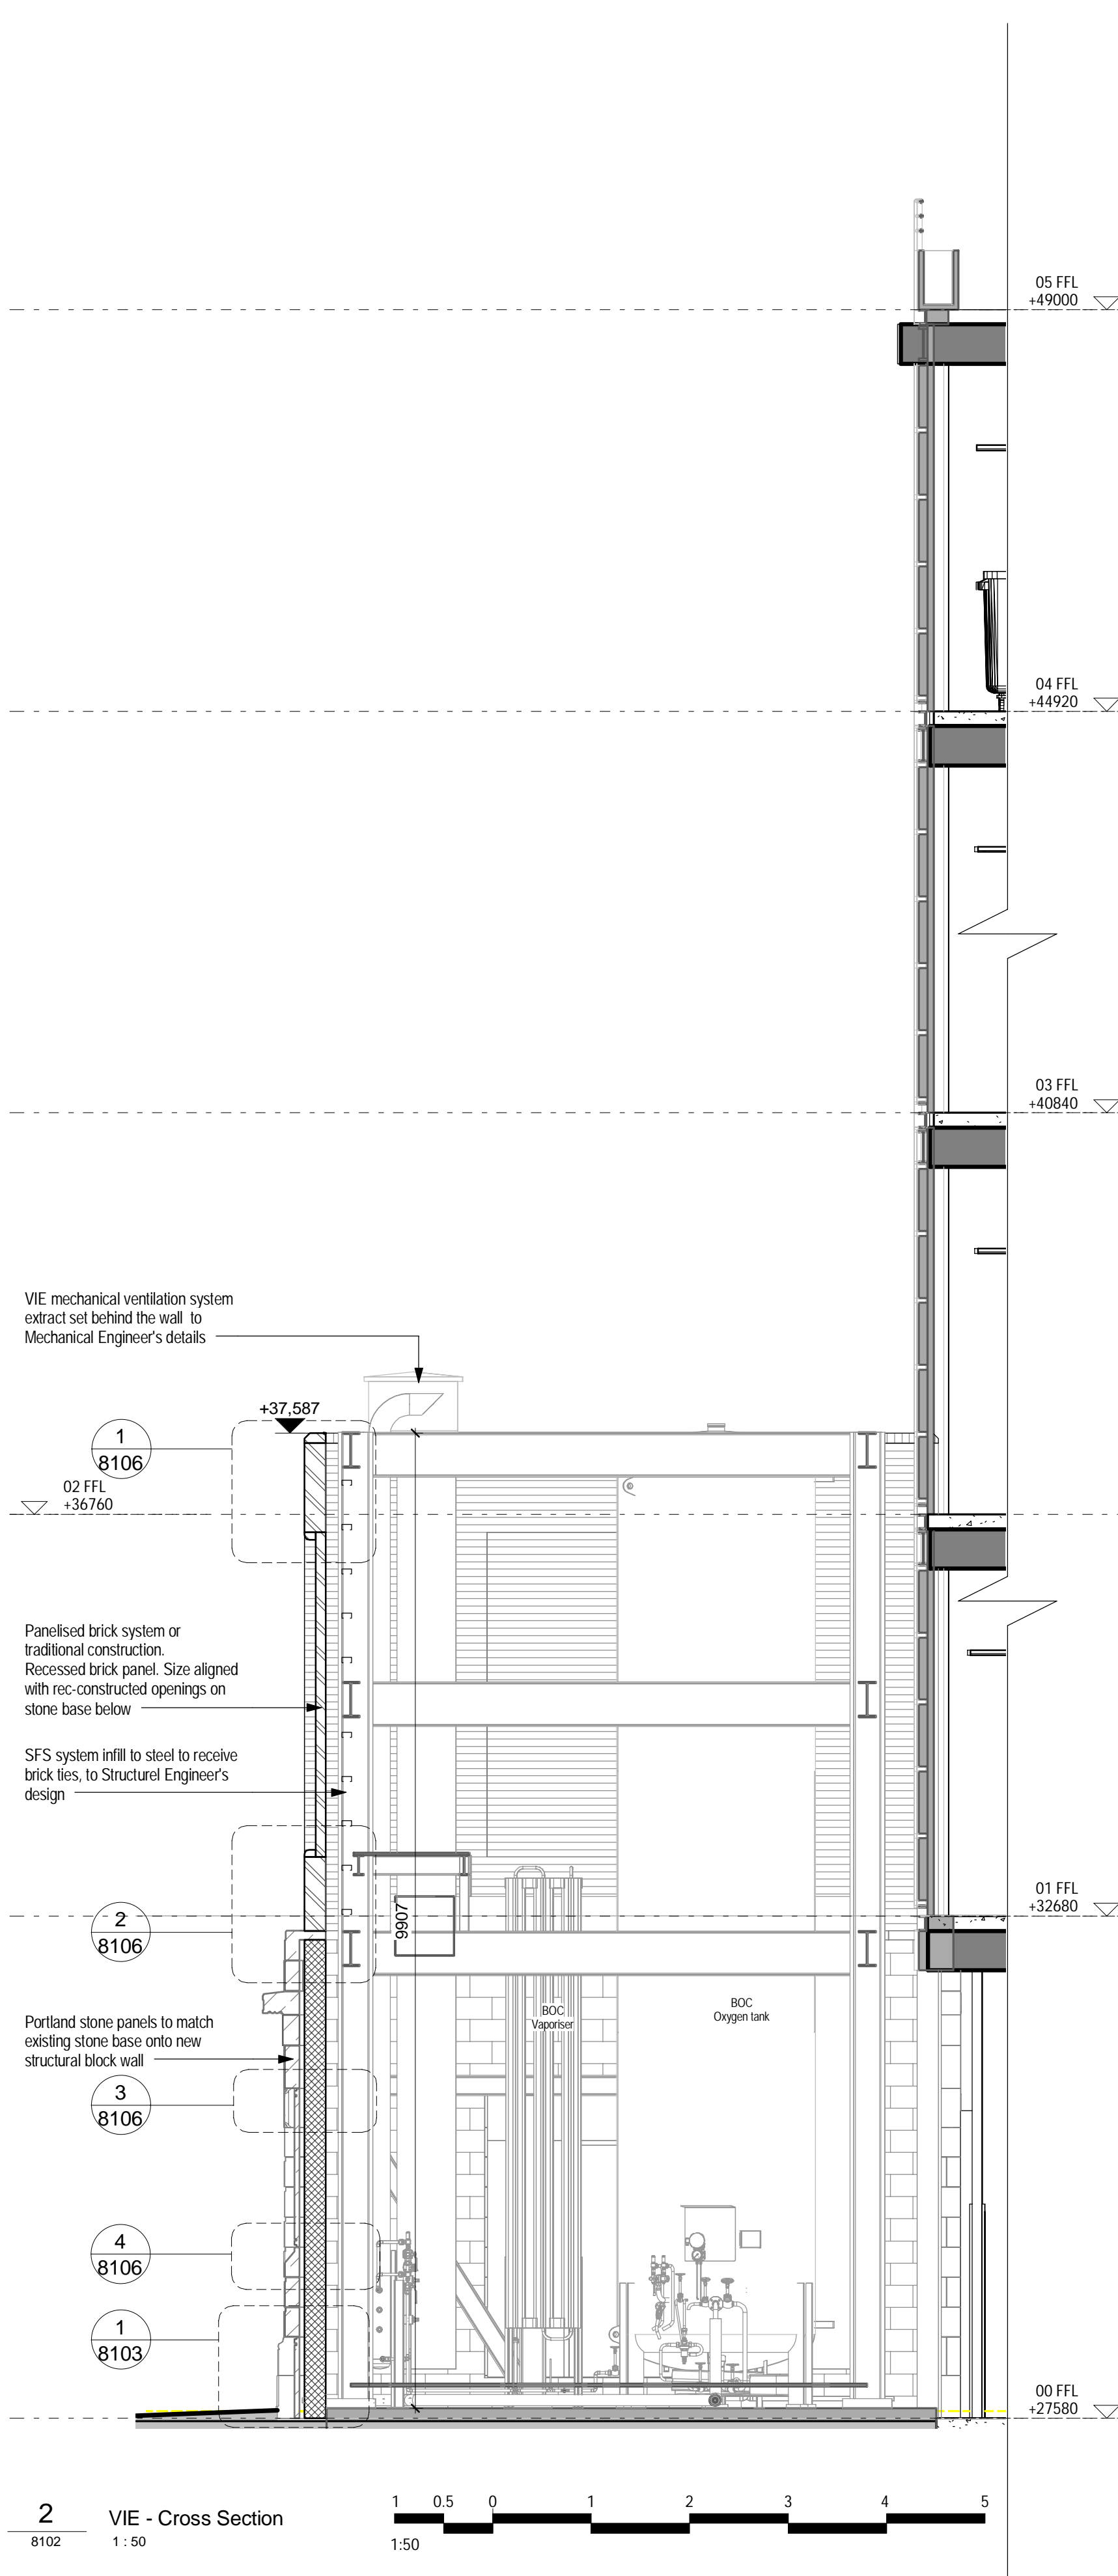 05 FFL
+49000
04 FFL
+44920
03 FFL
+40840
VIE mechanical ventilation system
extract set behind the wall to
Mechanical Engineer's details
+37,587
1
8106
02 FFL
+36760
Panelised brick system or
traditional construction.
Recessed brick panel. Size aligned
with rec-constructed openings on
stone base below
SFS system infill to steel to receive
brick ties, to Structurel Engineer's
design
01 FFL
+32680
2
8106
9907
BOC
Vaporiser
BOC
Oxygen tank
Portland stone panels to match
existing stone base onto new
structural block wall
3
8106
4
8106
1
8103
00 FFL
+27580
2
8102
VIE - Cross Section
1 : 50
1 0.5 0 1 2 3 4 5
1:50